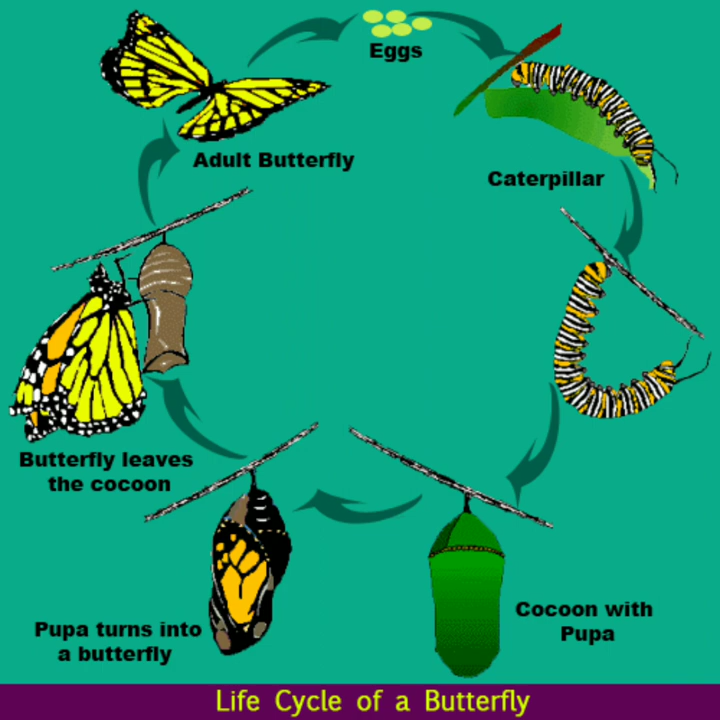 Eggs
Caterpillar
Cocoon with
Pupa
Pupa turns into
a butterfly
Butterfly leaves
the cocoon
Adult Butterfly
Life Cycle of a Butterfly